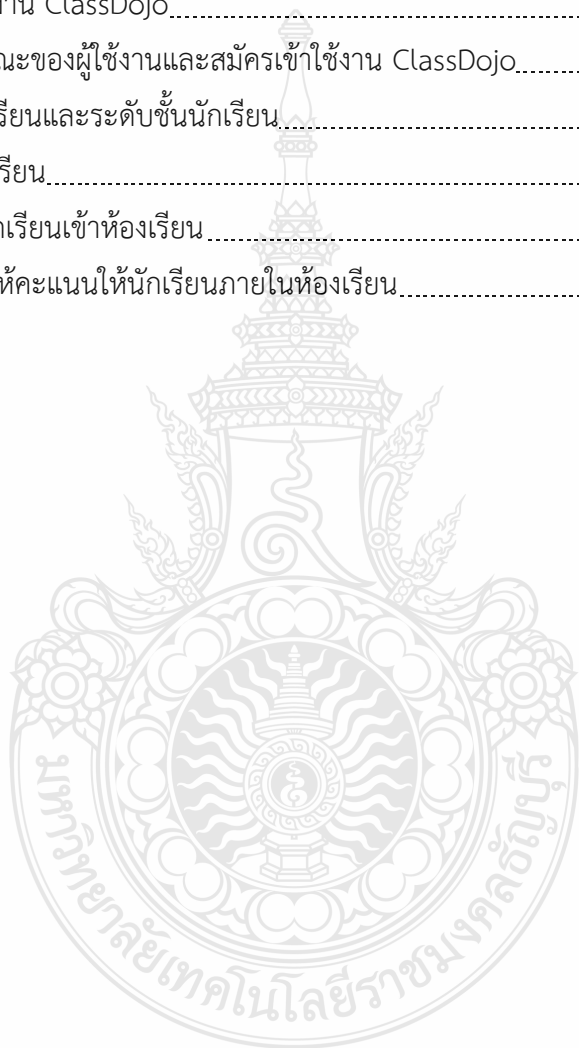 งาน ClassDojo
ณะของผู้ใช้งานและสมัครเข้าใช้งาน ClassDojo
รียนและระดับชั้นนักเรียน
รียน
กเรียนเข้าห้องเรียน
ห้คะแนนให้นักเรียนภายในห้องเรียน
มหาวิทยาลัยเทคโนโลยีราชมงคลธัญบุรี